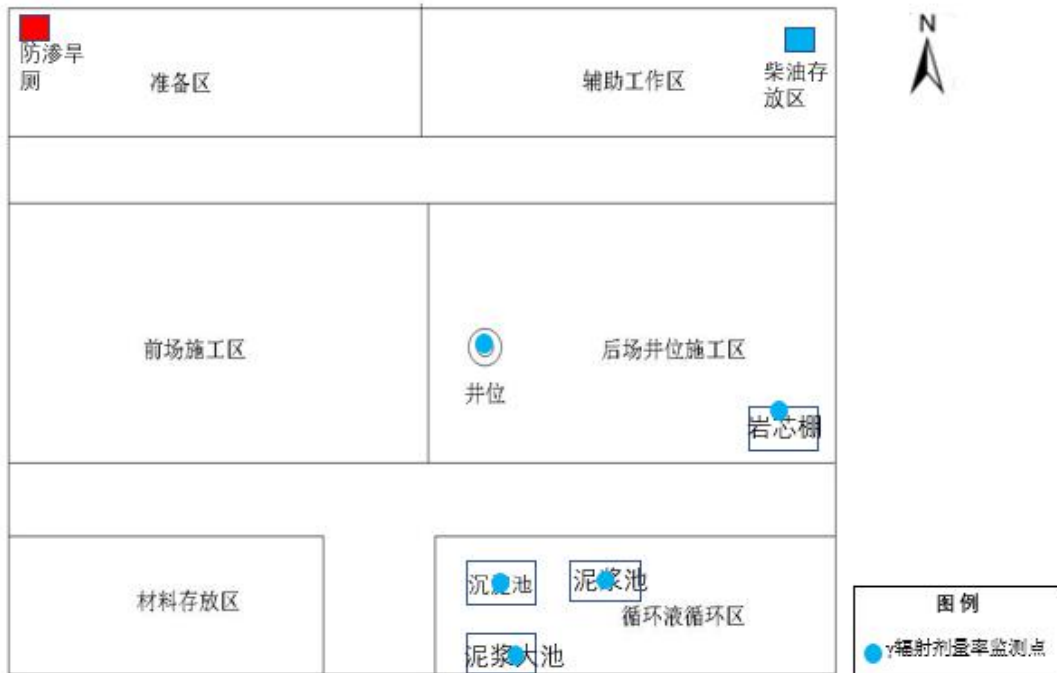 N
防渗旱
厕
准备区
辅助工作区
柴油存
放区
前场施工区
后场井位施工区
井位
岩芯棚
材料存放区
沉淀池
泥浆池
循环液循环区
泥浆大池
图例
γ辐射剂量率监测点